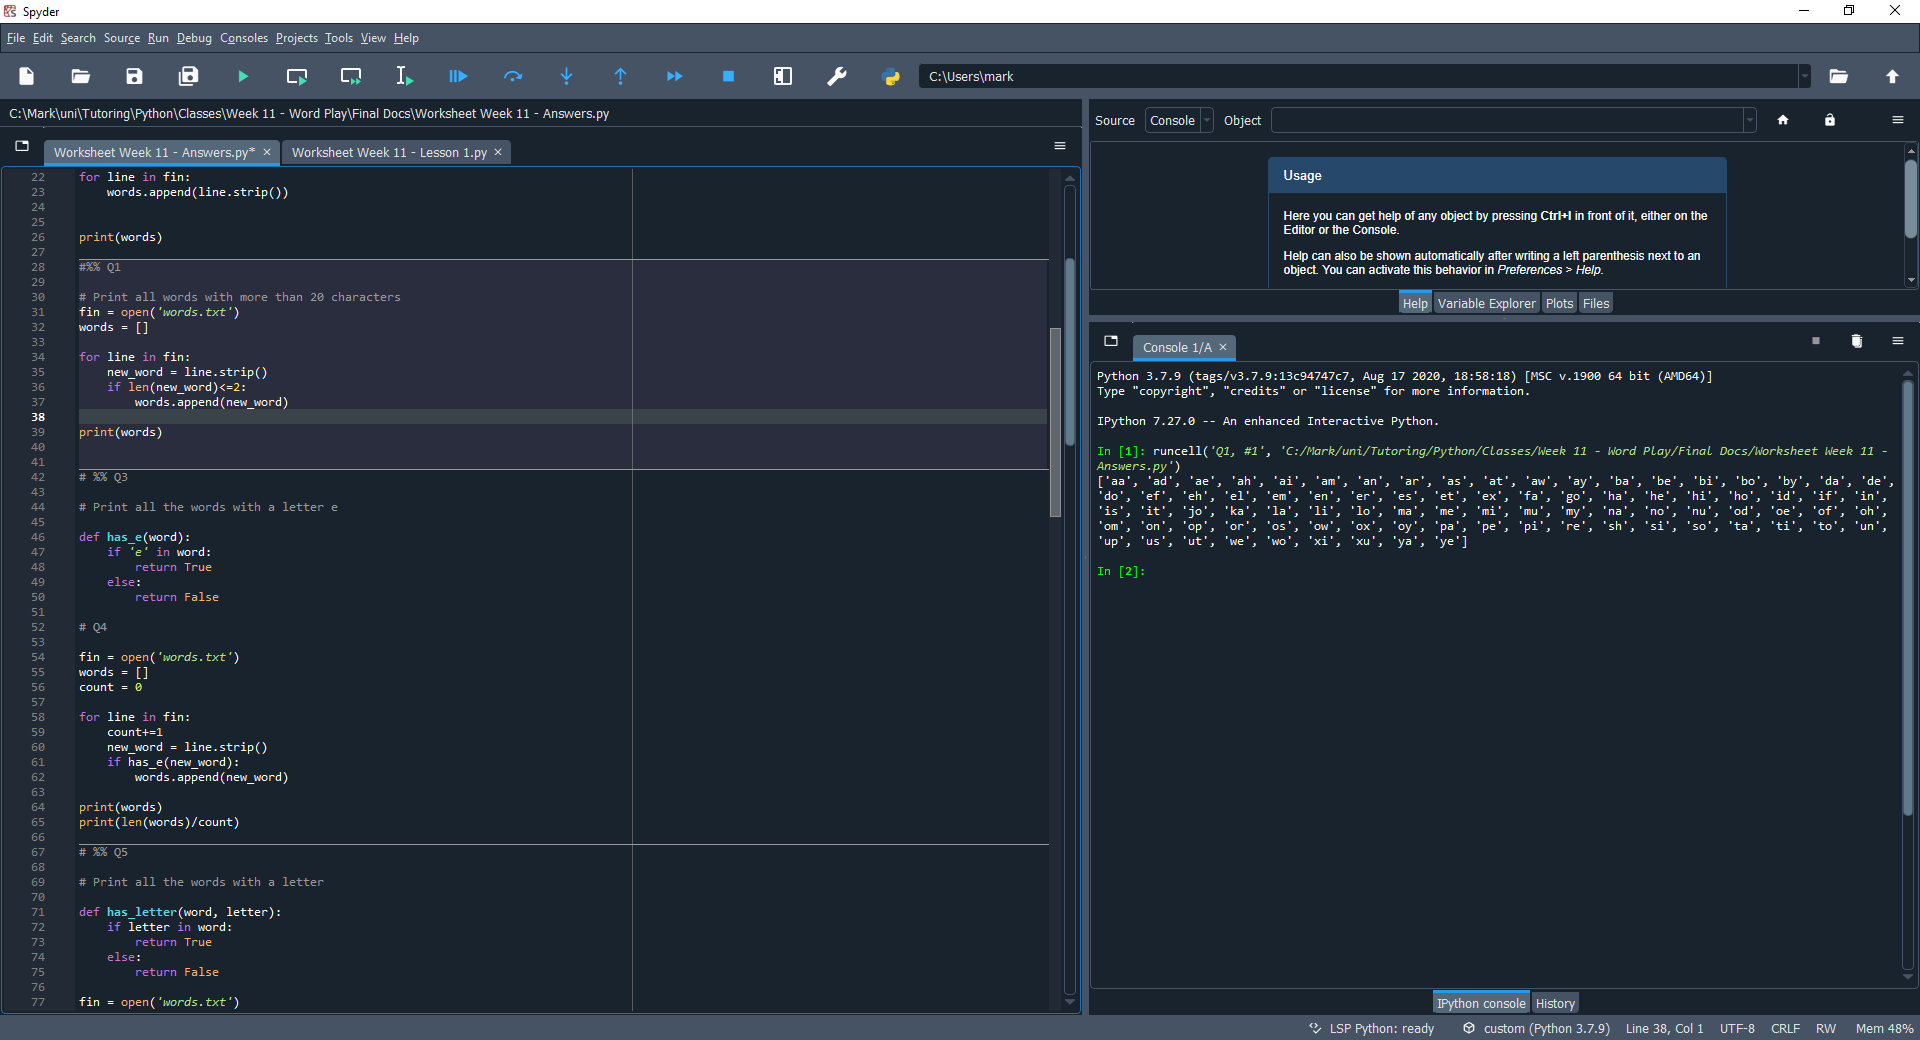 Spyder
File Edit Search Source Run Debug Consoles Projects Tools View Help
C:\Users\mark
C:\Mark\uni\Tutoring\Python\Classes\Week 11 - Word Play\Final Docs\Worksheet Week 11 - Answers.py
Worksheet Week 11 - Answers.py* Worksheet Week 11 - Lesson 1.py
22 for line in fin:
23     words.append(line.strip())
24
25
26 print(words)
27
28 #%% Q1
29
30 # Print all words with more than 20 characters
31 fin = open('words.txt')
32 words = []
33
34 for line in fin:
35     new_word = line.strip()
36     if len(new_word)<=2:
37         words.append(new_word)
38
39 print(words)
40
41
42 # %% Q3
43
44 # Print all the words with a letter e
45
46 def has_e(word):
47     if 'e' in word:
48         return True
49     else:
50         return False
51
52 # Q4
53
54 fin = open('words.txt')
55 words = []
56 count = 0
57
58 for line in fin:
59     count+=1
60     new_word = line.strip()
61     if has_e(new_word):
62         words.append(new_word)
63
64 print(words)
65 print(len(words)/count)
66
67 # %% Q5
68
69 # Print all the words with a letter
70
71 def has_letter(word, letter):
72     if letter in word:
73         return True
74     else:
75         return False
76
77 fin = open('words.txt')
Source Console Object
Usage
Here you can get help of any object by pressing Ctrl+I in front of it, either on the
Editor or the Console.
Help can also be shown automatically after writing a left parenthesis next to an
object. You can activate this behavior in Preferences > Help.
Help Variable Explorer Plots Files
Console 1/A
Python 3.7.9 (tags/v3.7.9:13c94747c7, Aug 17 2020, 18:58:18) [MSC v.1900 64 bit (AMD64)]
Type "copyright", "credits" or "license" for more information.
IPython 7.27.0 -- An enhanced Interactive Python.
In [1]: runcell('Q1, #1', 'C:/Mark/uni/Tutoring/Python/Classes/Week 11 - Word Play/Final Docs/Worksheet Week 11 -
Answers.py')
['aa', 'ad', 'ae', 'ah', 'ai', 'am', 'an', 'ar', 'as', 'at', 'aw', 'ay', 'ba', 'be', 'bi', 'bo', 'by', 'da', 'de',
'do', 'ef', 'eh', 'el', 'em', 'en', 'er', 'es', 'et', 'ex', 'fa', 'go', 'ha', 'he', 'hi', 'ho', 'id', 'if', 'in',
'is', 'it', 'jo', 'ka', 'la', 'li', 'lo', 'ma', 'me', 'mi', 'mu', 'my', 'na', 'no', 'nu', 'od', 'oe', 'of', 'oh',
'om', 'on', 'op', 'or', 'os', 'ow', 'ox', 'oy', 'pa', 'pe', 'pi', 're', 'sh', 'si', 'so', 'ta', 'ti', 'to', 'un',
'up', 'us', 'ut', 'we', 'wo', 'xi', 'xu', 'ya', 'ye']
In [2]:
IPython console History
LSP Python: ready custom (Python 3.7.9) Line 38, Col 1 UTF-8 CRLF RW Mem 48%